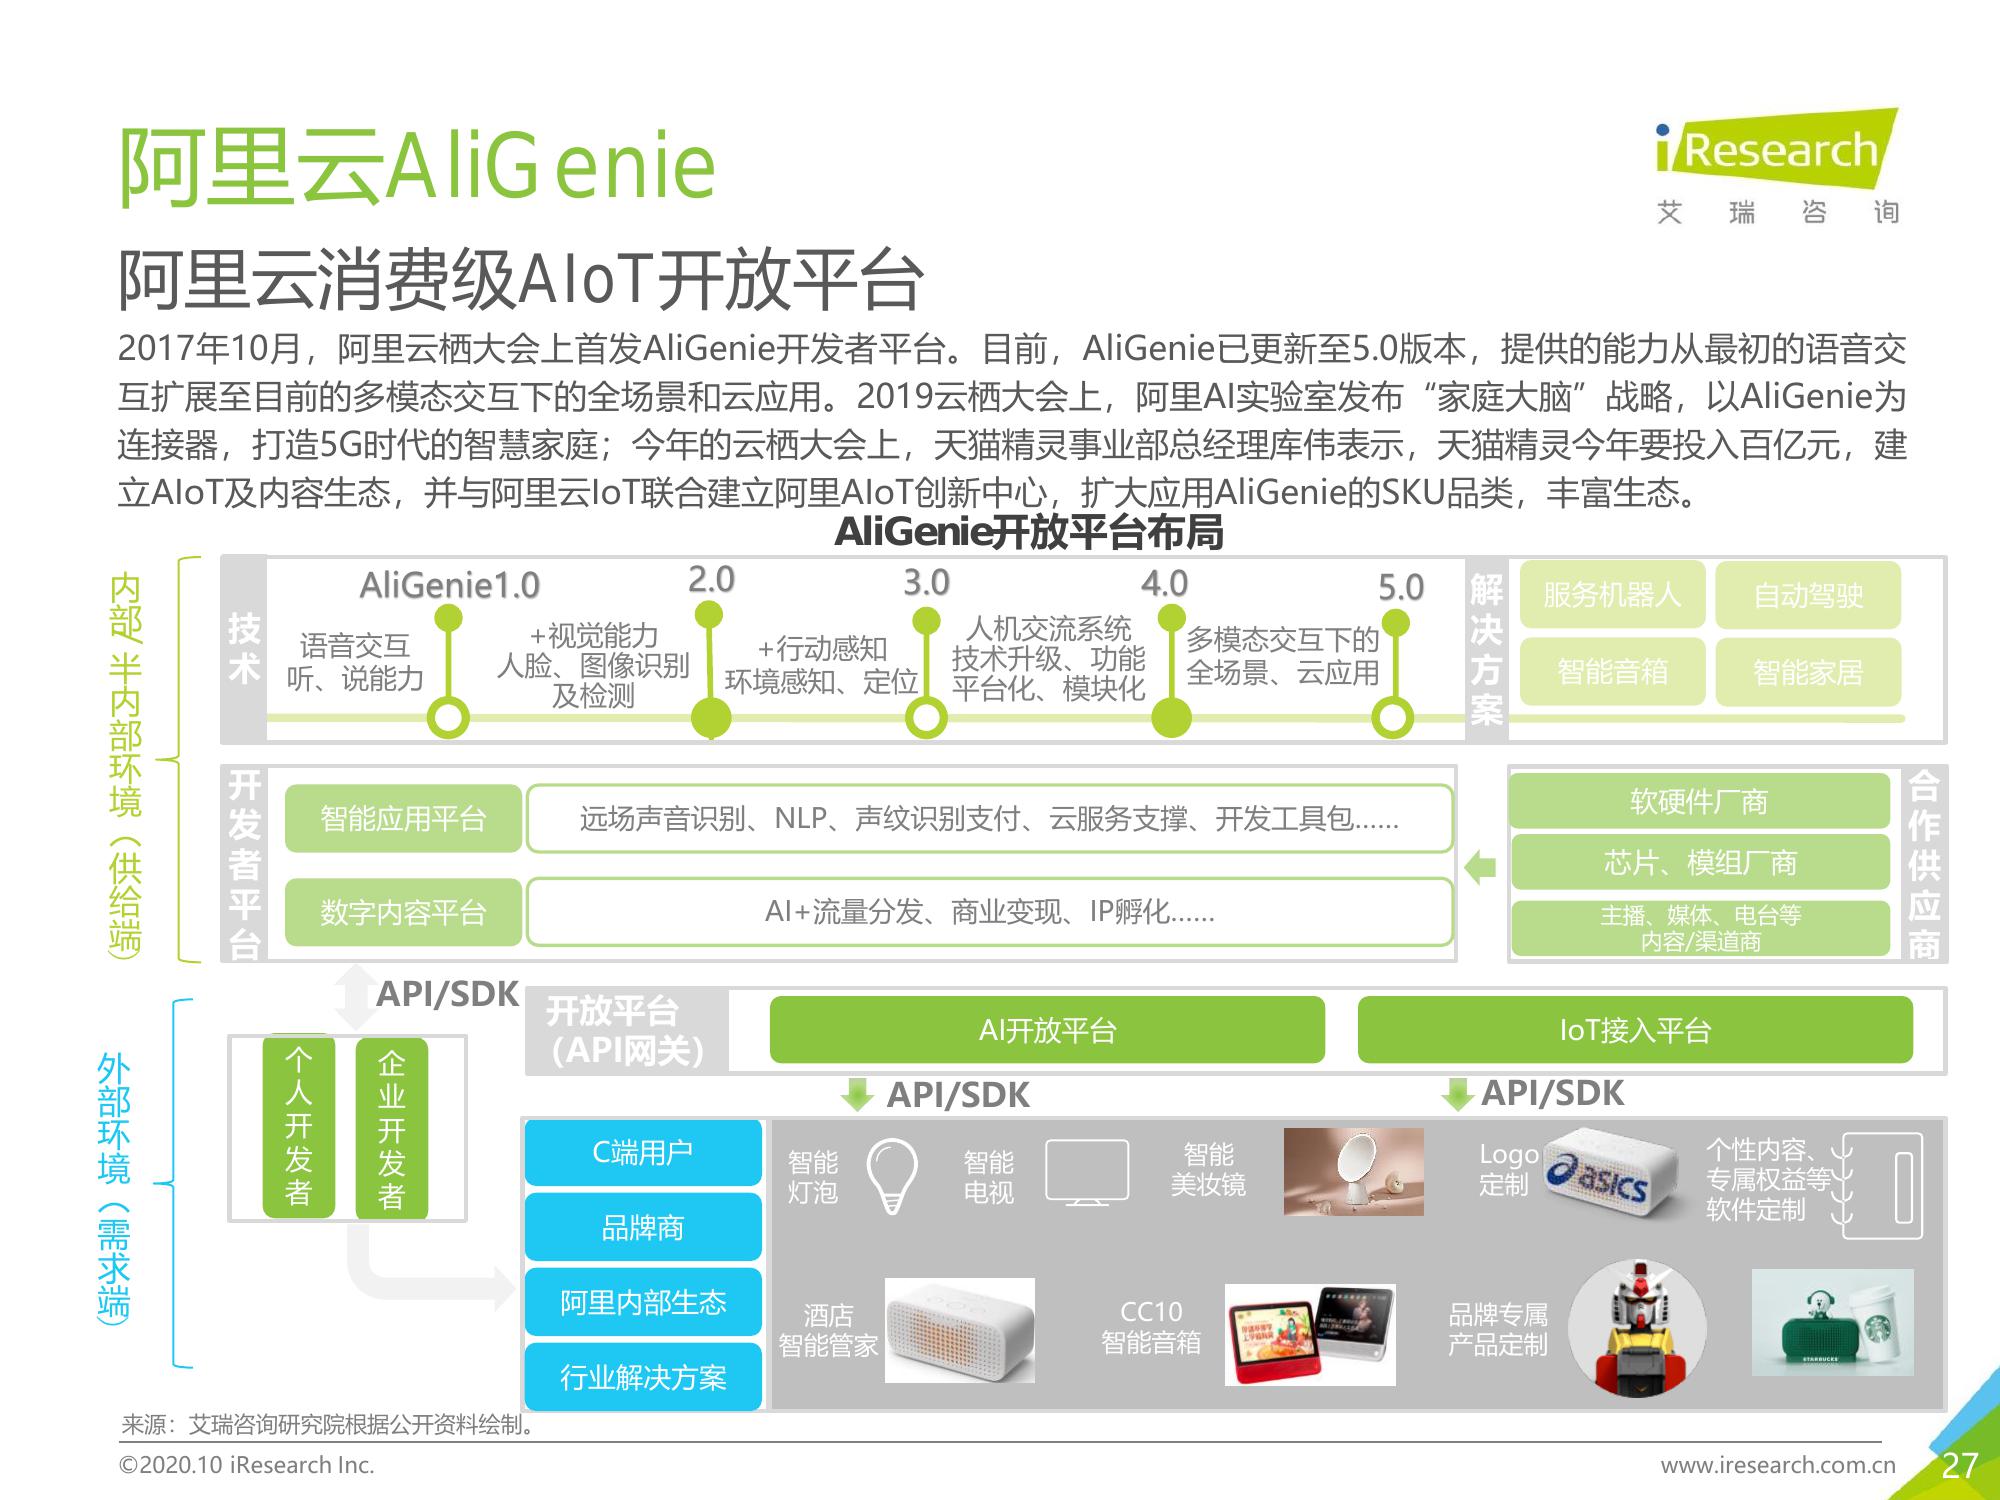 阿里云AliGenie
iResearch
艾瑞咨询
阿里云消费级AIoT开放平台
2017年10月，阿里云栖大会上首发AliGenie开发者平台。目前，AliGenie已更新至5.0版本，提供的能力从最初的语音交
互扩展至目前的多模态交互下的全场景和云应用。2019云栖大会上，阿里AI实验室发布“家庭大脑”战略，以AliGenie为
连接器，打造5G时代的智慧家庭；今年的云栖大会上，天猫精灵事业部总经理库伟表示，天猫精灵今年要投入百亿元，建
立AIoT及内容生态，并与阿里云IoT联合建立阿里AIoT创新中心，扩大应用AliGenie的SKU品类，丰富生态。
AliGenie开放平台布局
内部/半内部环境（供给端）
技术
AliGenie1.0
2.0
3.0
4.0
5.0
语音交互
听、说能力
+视觉能力
人脸、图像识别
及检测
+行动感知
环境感知、定位
人机交流系统
技术升级、功能
平台化、模块化
多模态交互下的
全场景、云应用
解决方案
服务机器人
自动驾驶
智能音箱
智能家居
开发者平台
智能应用平台
远场声音识别、NLP、声纹识别支付、云服务支撑、开发工具包......
数字内容平台
AI+流量分发、商业变现、IP孵化......
软硬件厂商
芯片、模组厂商
主播、媒体、电台等
内容/渠道商
合作供应商
外部环境（需求端）
API/SDK
个人开发者
企业开发者
开放平台
（API网关）
AI开放平台
IoT接入平台
API/SDK
API/SDK
C端用户
品牌商
阿里内部生态
行业解决方案
智能
灯泡
智能
电视
智能
美妆镜
Logo
定制
asics
个性内容、
专属权益等
软件定制
酒店
智能管家
CC10
智能音箱
品牌专属
产品定制
STARBUCKS
来源：艾瑞咨询研究院根据公开资料绘制。
©2020.10 iResearch Inc.
www.iresearch.com.cn
27